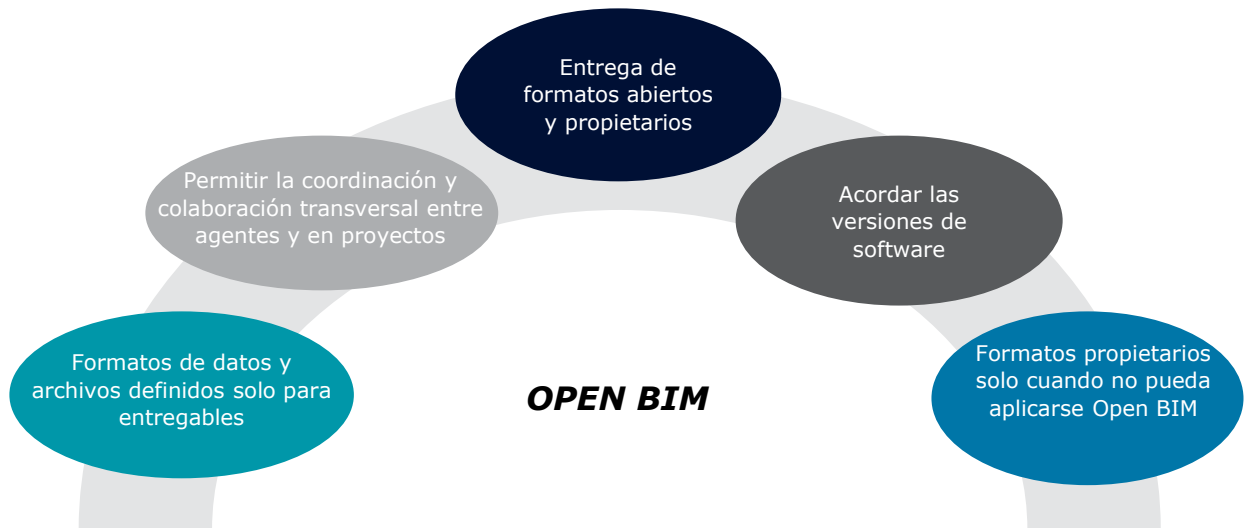 Entrega de
formatos abiertos
y propietarios
Permitir la coordinación y
colaboración transversal entre
agentes y en proyectos
Acordar las
versiones de
software
Formatos de datos y
archivos definidos solo para
entregables
OPEN BIM
Formatos propietarios
solo cuando no pueda
aplicarse Open BIM